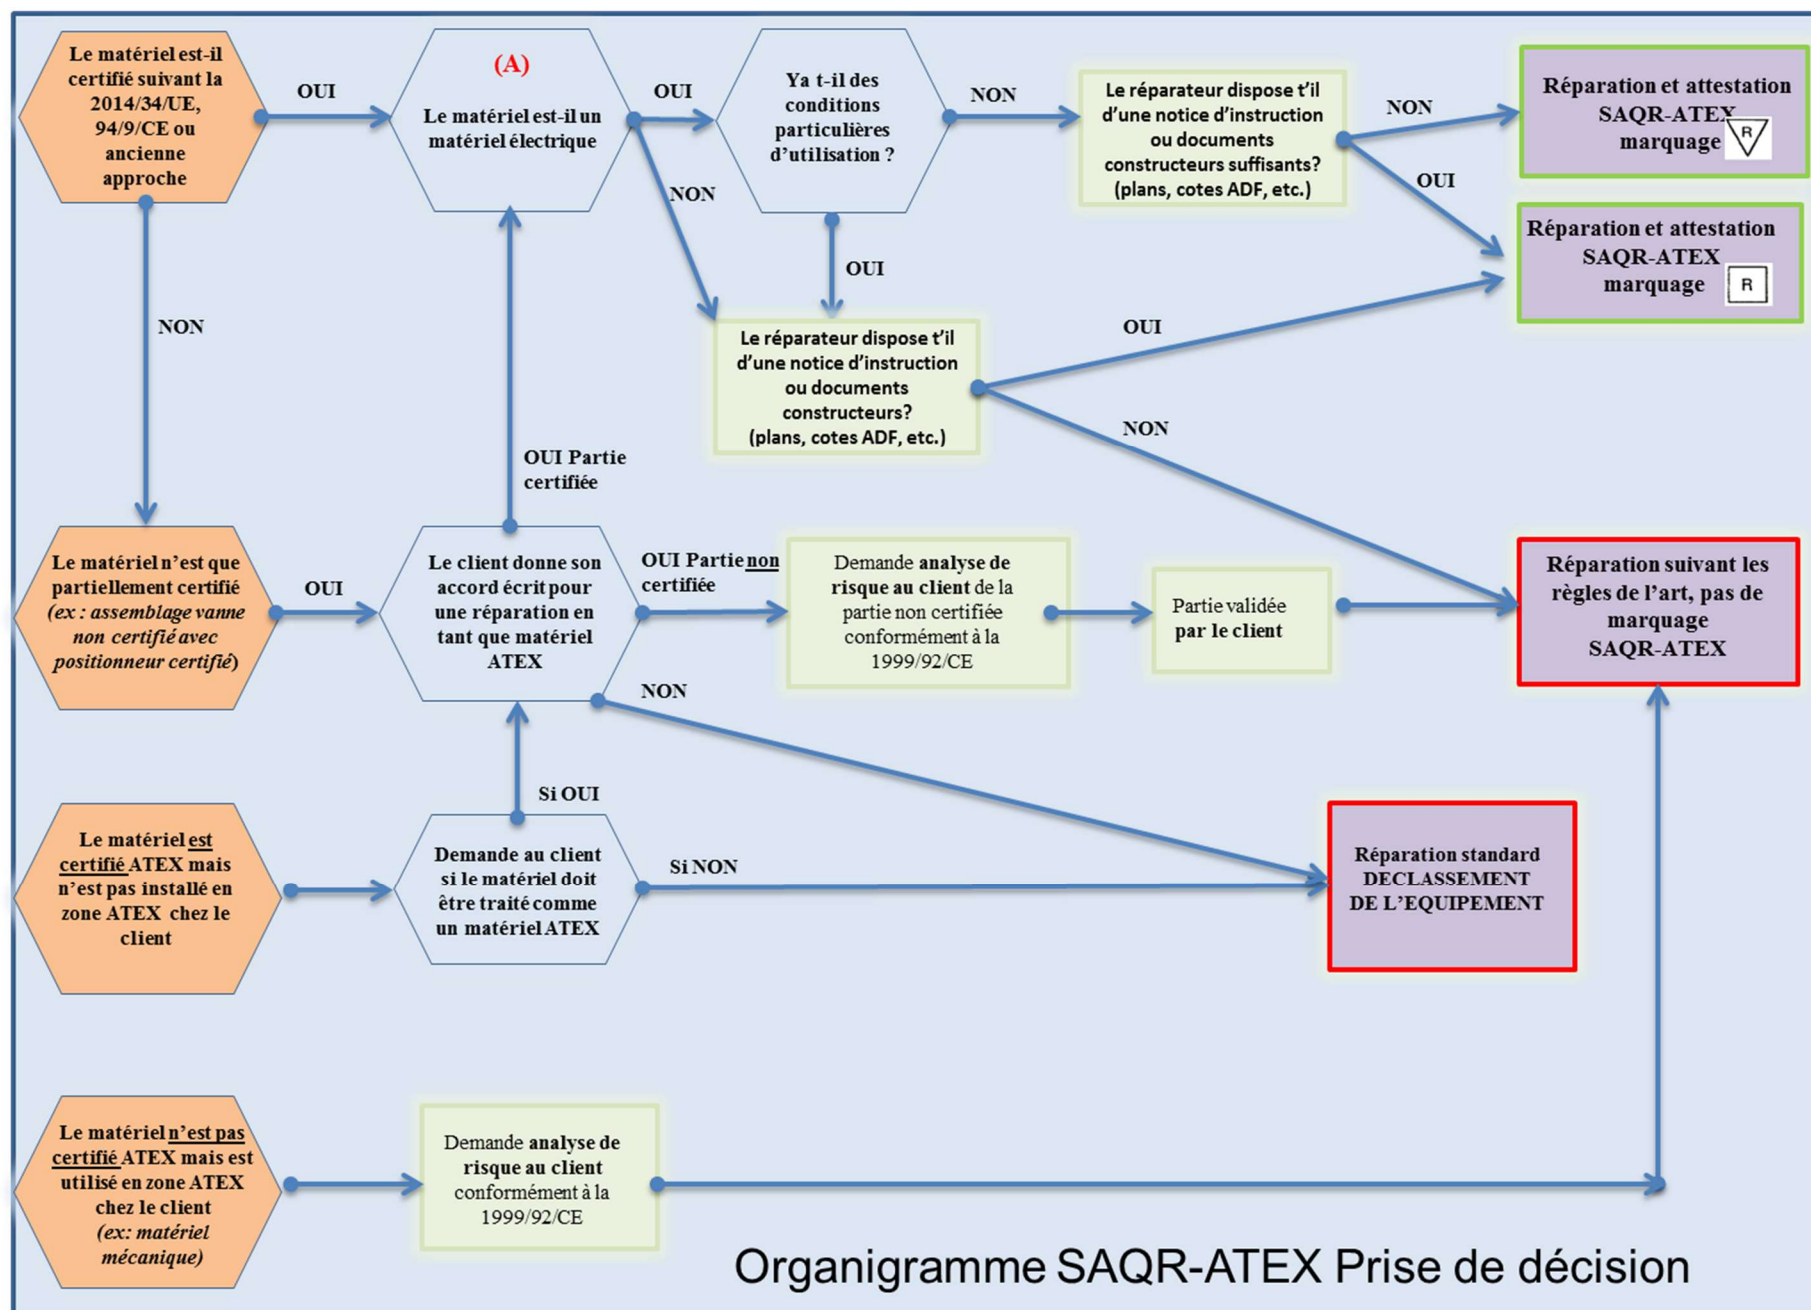 Le matériel est-il
certifié suivant la
2014/34/UE,
94/9/CE ou
ancienne
approche
OUI
(A)
Le matériel est-il un
matériel électrique
OUI
NON
Ya t-il des
conditions
particulières
d'utilisation ?
NON
OUI
Le réparateur dispose t'il
d'une notice d'instruction
ou documents
constructeurs suffisants?
(plans, cotes ADF, etc.)
NON
OUI
Réparation et attestation
SAQR-ATEX
marquage
R
Réparation et attestation
SAQR-ATEX
marquage
R
NON
Le réparateur dispose t'il
d'une notice d'instruction
ou documents
constructeurs?
(plans, cotes ADF, etc.)
OUI
NON
OUI Partie
certifiée
Le matériel n'est que
partiellement certifié
(ex : assemblage vanne
non certifié avec
positionneur certifié)
OUI
Le client donne son
accord écrit pour
une réparation en
tant que matériel
ATEX
OUI Partie non
certifiée
NON
Demande analyse de
risque au client de la
partie non certifiée
conformément à la
1999/92/CE
Partie validée
par le client
Réparation suivant les
règles de l'art, pas de
marquage
SAQR-ATEX
Si OUI
Le matériel est
certifié ATEX mais
n'est pas installé en
zone ATEX chez le
client
Demande au client
si le matériel doit
être traité comme
un matériel ATEX
Si NON
Réparation standard
DECLASSEMENT
DE L'EQUIPEMENT
Le matériel n'est pas
certifié ATEX mais est
utilisé en zone ATEX
chez le client
(ex: matériel
mécanique)
Demande analyse de
risque au client
conformément à la
1999/92/CE
Organigramme SAQR-ATEX Prise de décision